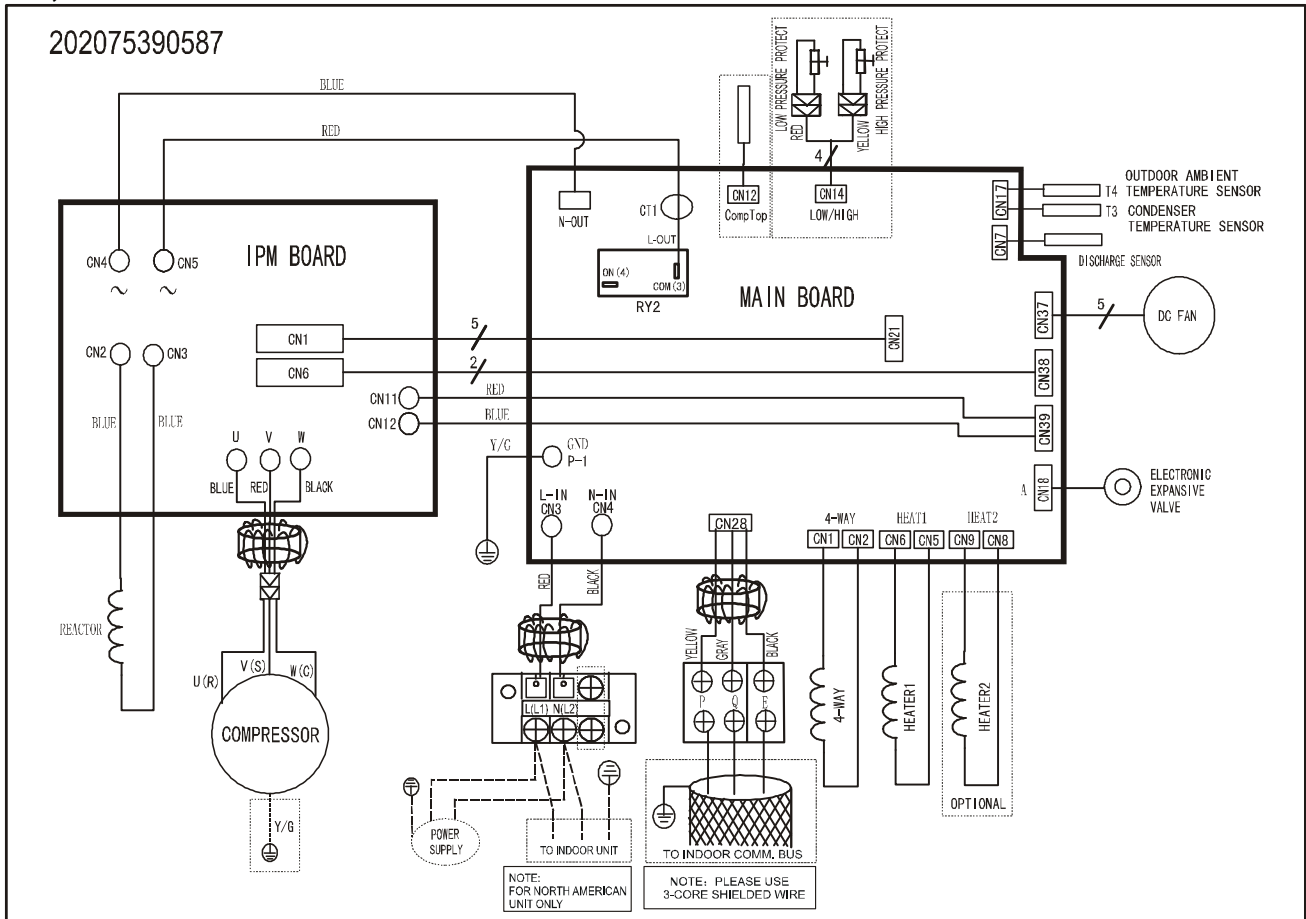 202075390587
BLUE
RED
LOW PRESSURE PROTECT
RED
YELLOW
HIGH PRESSURE PROTECT
4
CN12
CompTop
CN14
LOW/HIGH
CN17
T4
OUTDOOR AMBIENT
TEMPERATURE SENSOR
T3
CONDENSER
TEMPERATURE SENSOR
CN7
DISCHARGE SENSOR
N-OUT
CT1
L-OUT
ON (4)
COM (3)
RY2
MAIN BOARD
IPM BOARD
CN4
CN5
~
~
CN2
CN3
CN1
5
CN21
CN6
2
CN38
CN37
5
DC FAN
CN11
RED
CN12
BLUE
CN39
BLUE
BLUE
U
V
W
BLUE
RED
BLACK
Y/G
GND
P-1
L-IN
CN3
N-IN
CN4
CN28
4-WAY
CN1
CN2
HEAT1
CN6
CN5
HEAT2
CN9
CN8
A
CN18
ELECTRONIC
EXPANSIVE
VALVE
RED
BLACK
YELLOW
GRAY
BLACK
REACTOR
U(R)
V(S)
W(C)
COMPRESSOR
Y/G
L(L1)
N(L2)
P
Q
E
4-WAY
HEATER1
HEATER2
OPTIONAL
POWER
SUPPLY
TO INDOOR UNIT
TO INDOOR COMM. BUS
NOTE:
FOR NORTH AMERICAN
UNIT ONLY
NOTE: PLEASE USE
3-CORE SHIELDED WIRE